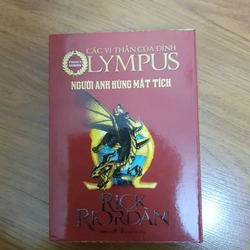 CÁC VỊ THẦN CỦA ĐỈNH
OLYMPUS
NGƯỜI ANH HÙNG MẤT TÍCH
RICK
RIORDAN